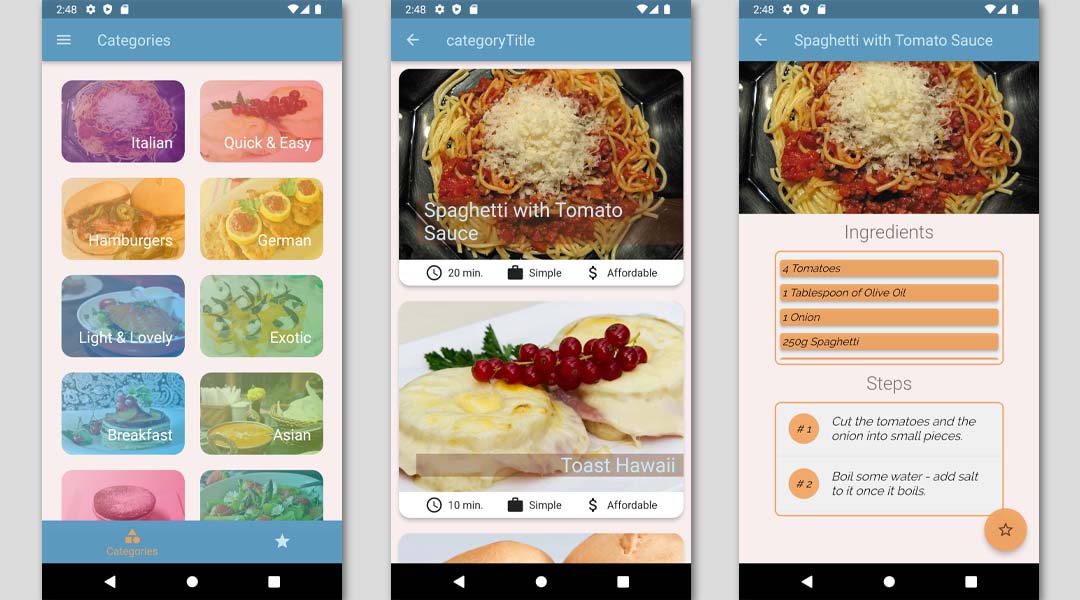 2:48
Categories
Italian
Quick & Easy
Hamburgers
German
Light & Lovely
Exotic
Breakfast
Asian
Categories
2:48
categoryTitle
Spaghetti with Tomato
Sauce
20 min.
Simple
$
Affordable
Toast Hawaii
10 min.
Simple
$
Affordable
2:48
Spaghetti with Tomato Sauce
Ingredients
4 Tomatoes
1 Tablespoon of Olive Oil
1 Onion
250g Spaghetti
Steps
# 1
Cut the tomatoes and the
onion into small pieces.
# 2
Boil some water - add salt
to it once it boils.